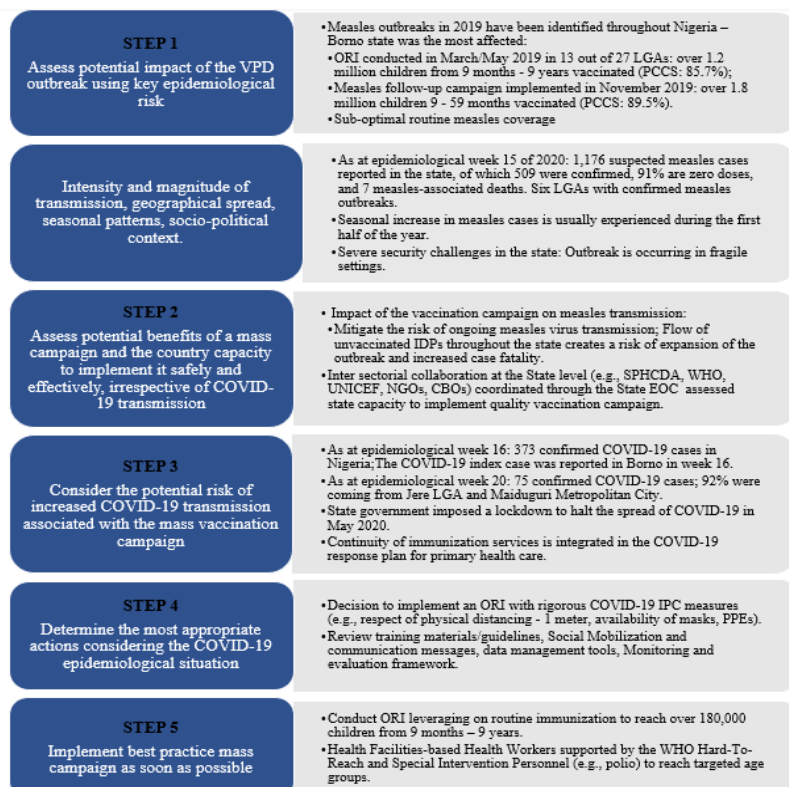 STEP 1
Assess potential impact of the VPD
outbreak using key epidemiological
risk
•Measles outbreaks in 2019 have been identified throughout Nigeria –
Borno state was the most affected:
•ORI conducted in March/May 2019 in 13 out of 27 LGAs: over 1.2
million children from 9 months - 9 years vaccinated (PCCS: 85.7%);
•Measles follow-up campaign implemented in November 2019: over 1.8
million children 9 - 59 months vaccinated (PCCS: 89.5%).
•Sub-optimal routine measles coverage
Intensity and magnitude of
transmission, geographical spread,
seasonal patterns, socio-political
context.
•As at epidemiological week 15 of 2020: 1,176 suspected measles cases
reported in the state, of which 509 were confirmed, 91% are zero doses,
and 7 measles-associated deaths. Six LGAs with confirmed measles
outbreaks.
•Seasonal increase in measles cases is usually experienced during the first
half of the year.
•Severe security challenges in the state: Outbreak is occurring in fragile
settings.
STEP 2
Assess potential benefits of a mass
campaign and the country capacity
to implement it safely and
effectively, irrespective of COVID-
19 transmission
• Impact of the vaccination campaign on measles transmission:
•Mitigate the risk of ongoing measles virus transmission; Flow of
unvaccinated IDPs throughout the state creates a risk of expansion of the
outbreak and increased case fatality.
•Inter sectorial collaboration at the State level (e.g., SPHCDA, WHO,
UNICEF, NGOs, CBOs) coordinated through the State EOC assessed
state capacity to implement quality vaccination campaign.
STEP 3
Consider the potential risk of
increased COVID-19 transmission
associated with the mass vaccination
campaign
•As at epidemiological week 16: 373 confirmed COVID-19 cases in
Nigeria;The COVID-19 index case was reported in Borno in week 16.
•As at epidemiological week 20: 75 confirmed COVID-19 cases; 92% were
coming from Jere LGA and Maiduguri Metropolitan City.
•State government imposed a lockdown to halt the spread of COVID-19 in
May 2020.
•Continuity of immunization services is integrated in the COVID-19
response plan for primary health care.
STEP 4
Determine the most appropriate
actions considering the COVID-19
epidemiological situation
•Decision to implement an ORI with rigorous COVID-19 IPC measures
(e.g., respect of physical distancing - 1 meter, availability of masks, PPEs).
•Review training materials/guidelines, Social Mobilization and
communication messages, data management tools, Monitoring and
evaluation framework.
STEP 5
Implement best practice mass
campaign as soon as possible
•Conduct ORI leveraging on routine immunization to reach over 180,000
children from 9 months – 9 years.
•Health Facilities-based Health Workers supported by the WHO Hard-To-
Reach and Special Intervention Personnel (e.g., polio) to reach targeted age
groups.